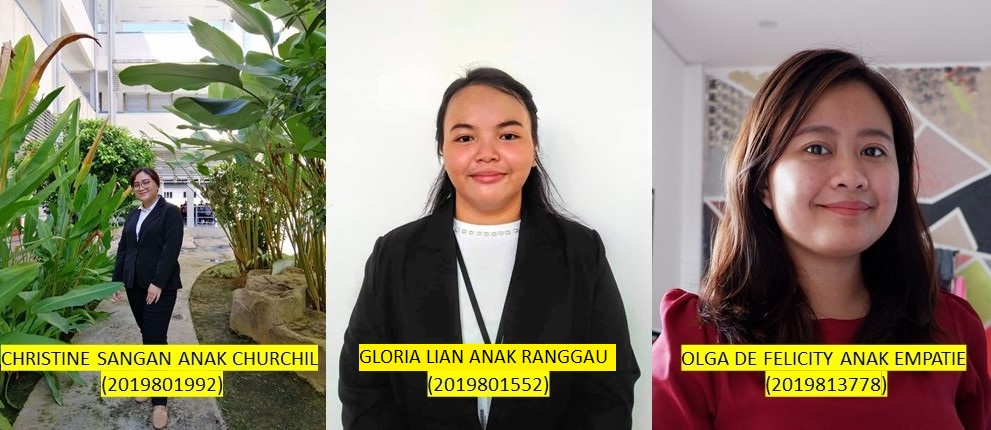 CHRISTINE SANGAN ANAK CHURCHIL
(2019801992)
GLORIA LIAN ANAK RANGGAU
(2019801552)
OLGA DE FELICITY ANAK EMPATIE
(2019813778)